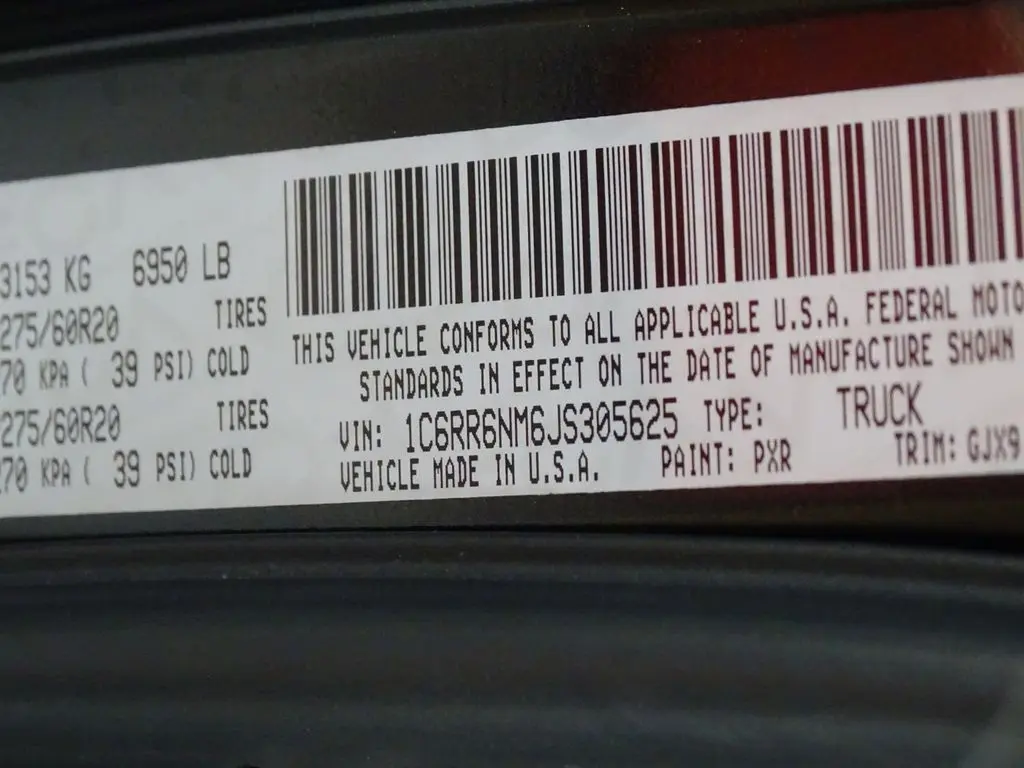 3153 KG 6950 LB
275/60R20 TIRES
70 KPA ( 39 PSI) COLD
275/60R20 TIRES
70 KPA ( 39 PSI) COLD
THIS VEHICLE CONFORMS TO ALL APPLICABLE U.S.A. FEDERAL MOTO
STANDARDS IN EFFECT ON THE DATE OF MANUFACTURE SHOWN
VIN: 1C6RR6NM6JS305625 TYPE: TRUCK
VEHICLE MADE IN U.S.A. PAINT: PXR TRIM: GJX9